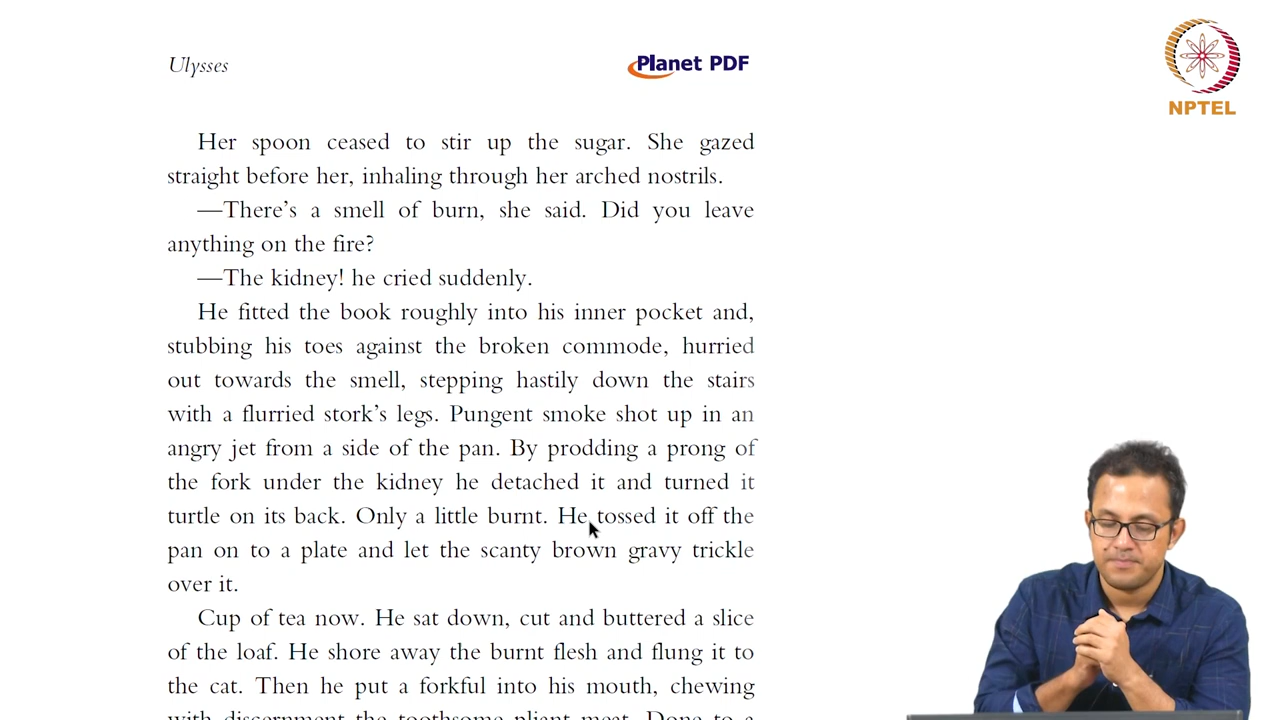 Ulysses
Planet PDF
NPTEL
Her spoon ceased to stir up the sugar. She gazed
straight before her, inhaling through her arched nostrils.
—There's a smell of burn, she said. Did you leave
anything on the fire?
—The kidney! he cried suddenly.
He fitted the book roughly into his inner pocket and,
stubbing his toes against the broken commode, hurried
out towards the smell, stepping hastily down the stairs
with a flurried stork's legs. Pungent smoke shot up in an
angry jet from a side of the pan. By prodding a prong of
the fork under the kidney he detached it and turned it
turtle on its back. Only a little burnt. He tossed it off the
pan on to a plate and let the scanty brown gravy trickle
over it.
Cup of tea now. He sat down, cut and buttered a slice
of the loaf. He shore away the burnt flesh and flung it to
the cat. Then he put a forkful into his mouth, chewing
with discernment the toothsome pliant meat. Done to a